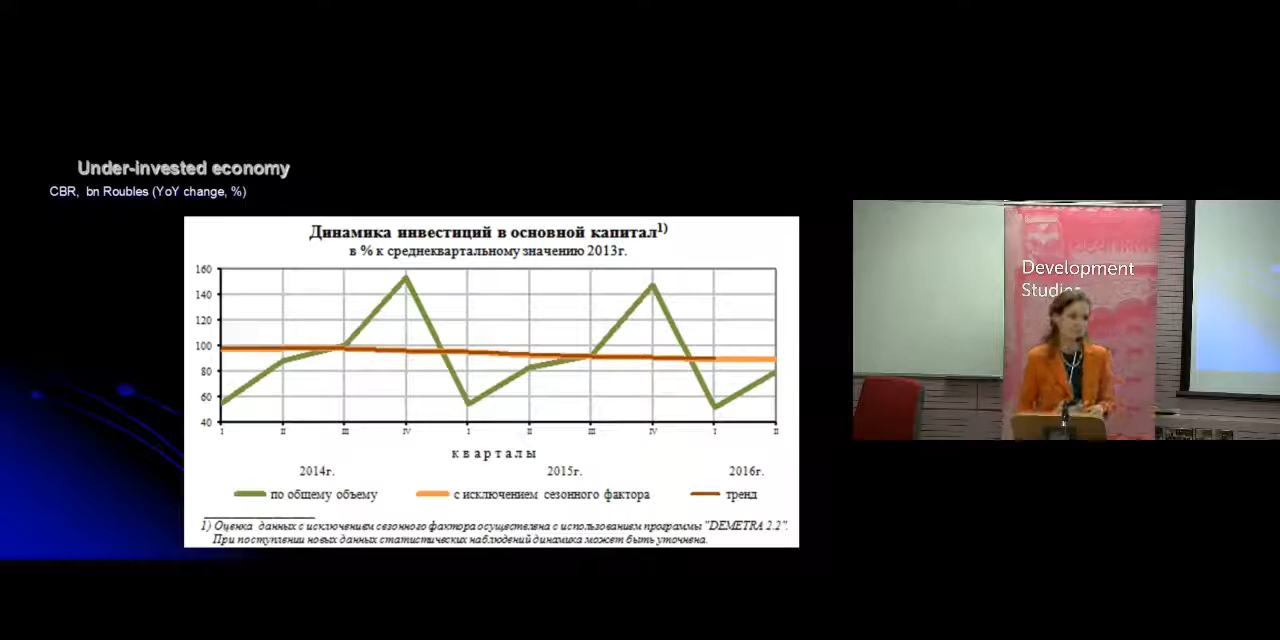 Under-invested economy
CBR, bn Roubles (YoY change, %)
Динамика инвестиций в основной капитал1)
в % к среднеквартальному значению 2013г.
160
140
120
100
80
60
40
I II III IV I II III IV I II
кварталы
2014г. 2015г. 2016г.
по общему объему с исключением сезонного фактора тренд
1) Оценка данных с исключением сезонного фактора осуществлена с использованием программы "DEMETRA 2.2".
При поступлении новых данных статистических наблюдений динамика может быть уточнена.
Development
Studies